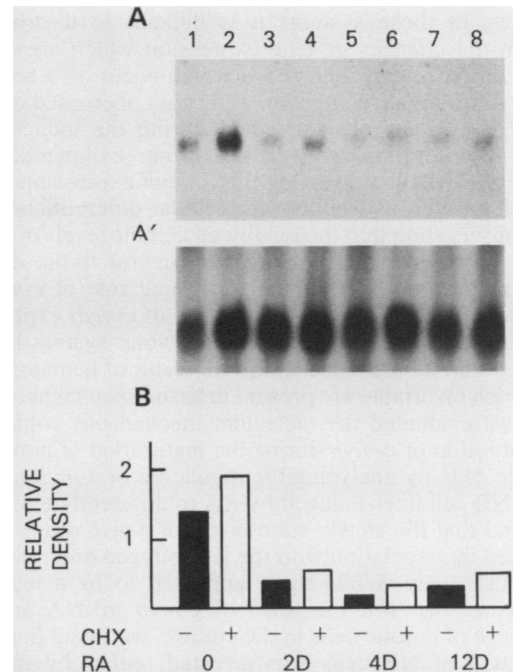 A
1 2 3 4 5 6 7 8
A′
B
RELATIVE DENSITY
2
1
CHX - + - + - + - +
RA 0 2D 4D 12D